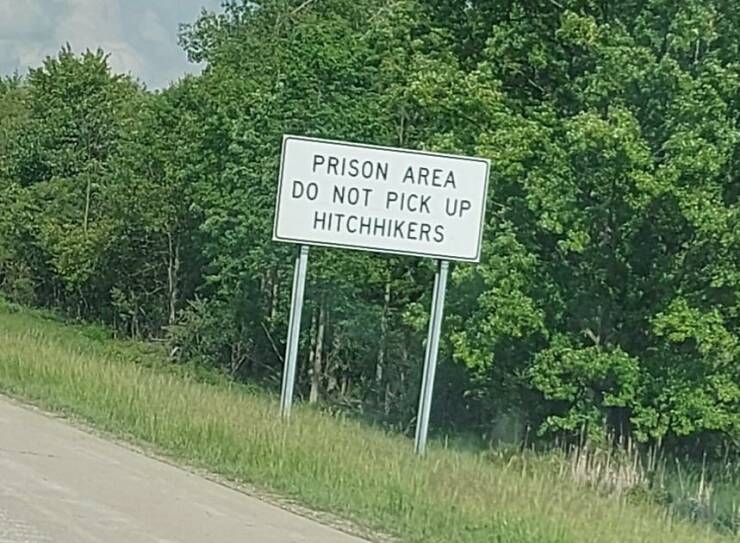 PRISON AREA
DO NOT PICK UP
HITCHHIKERS